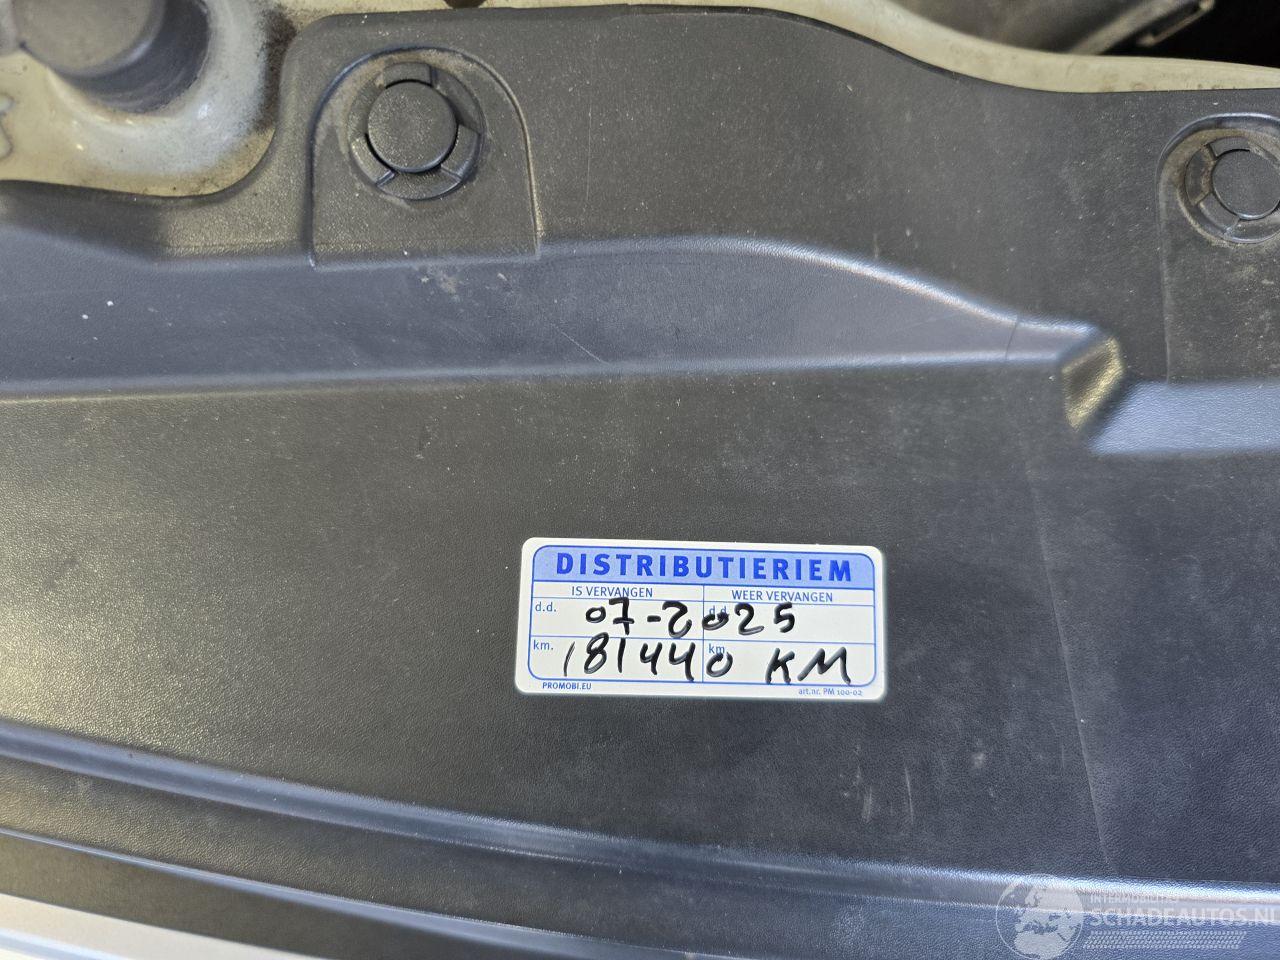 DISTRIBUTIERIEM
IS VERVANGEN WEER VERVANGEN
d.d. 07-2025 d.d.
km. 181440 KM km.
PROMOBI.EU art.nr. PM 100-02
SCHADEAUTOS.NL